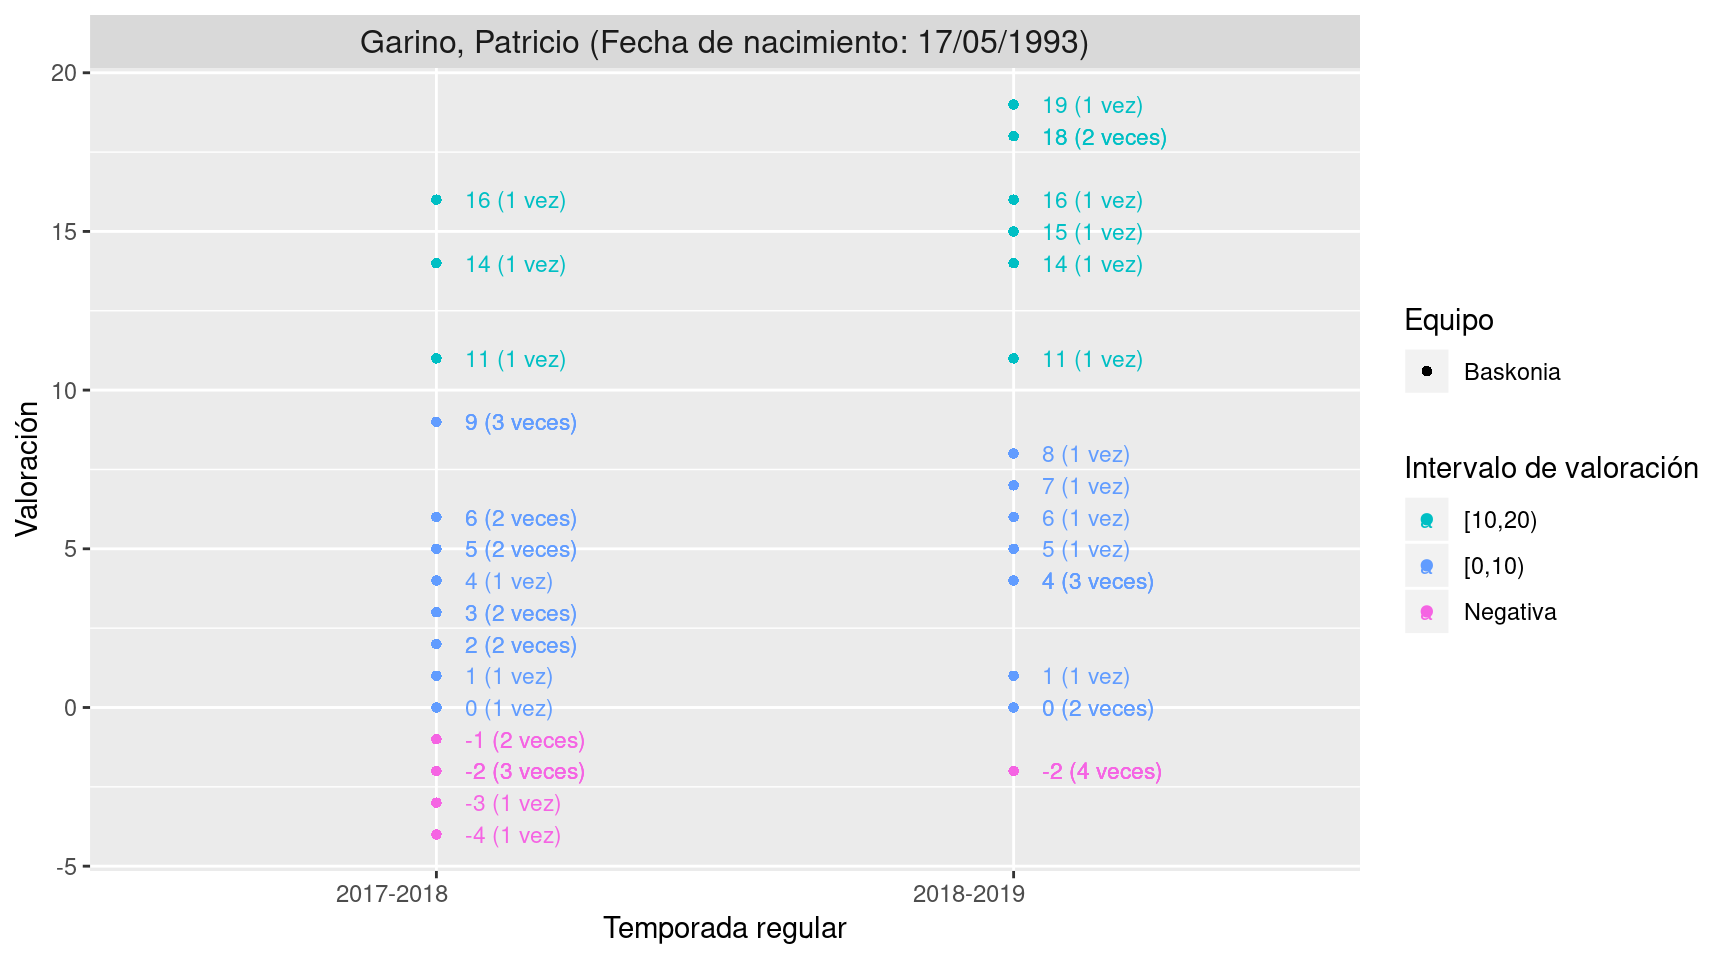 Garino, Patricio (Fecha de nacimiento: 17/05/1993)
Valoración
20
15
10
5
0
-5
16 (1 vez)
14 (1 vez)
11 (1 vez)
9 (3 veces)
6 (2 veces)
5 (2 veces)
4 (1 vez)
3 (2 veces)
2 (2 veces)
1 (1 vez)
0 (1 vez)
-1 (2 veces)
-2 (3 veces)
-3 (1 vez)
-4 (1 vez)
19 (1 vez)
18 (2 veces)
16 (1 vez)
15 (1 vez)
14 (1 vez)
11 (1 vez)
8 (1 vez)
7 (1 vez)
6 (1 vez)
5 (1 vez)
4 (3 veces)
1 (1 vez)
0 (2 veces)
-2 (4 veces)
2017-2018
2018-2019
Temporada regular
Equipo
Baskonia
Intervalo de valoración
[10,20)
[0,10)
Negativa